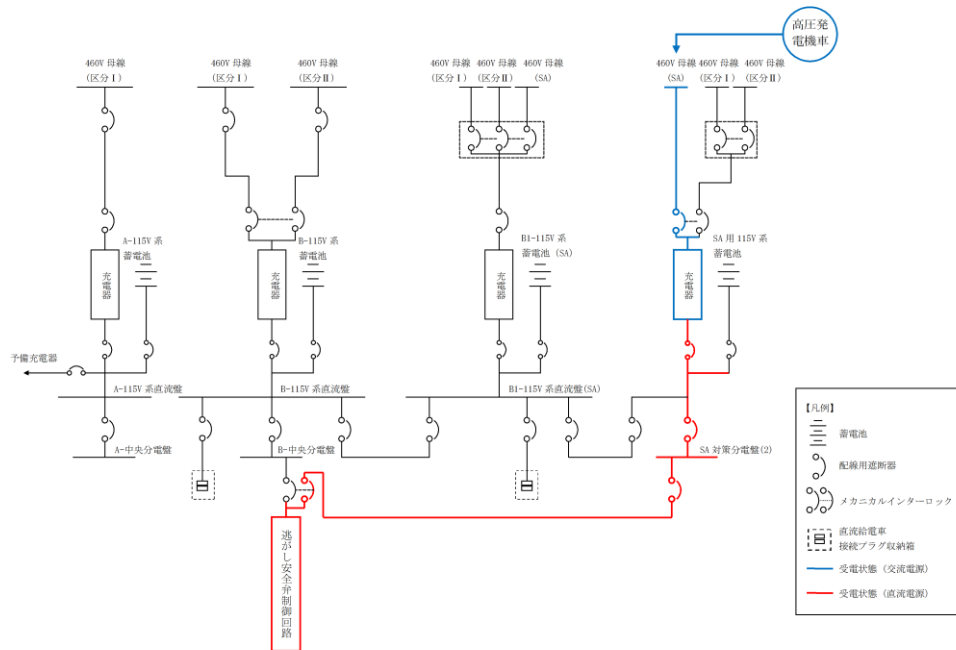 高圧発
電機車
460V 母線
(区分Ⅰ)
460V 母線
(区分Ⅰ)
460V 母線
(区分Ⅱ)
460V 母線
(区分Ⅰ)
460V 母線
(区分Ⅱ)
460V 母線
(SA)
460V 母線
(SA)
460V 母線
(区分Ⅰ)
460V 母線
(区分Ⅱ)
A-115V 系
蓄電池
充電器
B-115V 系
蓄電池
充電器
B1-115V 系
蓄電池 (SA)
充電器
SA 用 115V 系
蓄電池
充電器
予備充電器
A-115V 系直流盤
B-115V 系直流盤
B1-115V 系直流盤(SA)
A-中央分電盤
B-中央分電盤
SA 対策分電盤(2)
逃がし安全弁制御回路
【凡例】
蓄電池
配線用遮断器
メカニカルインターロック
直流給電車
接続プラグ収納箱
受電状態 (交流電源)
受電状態 (直流電源)